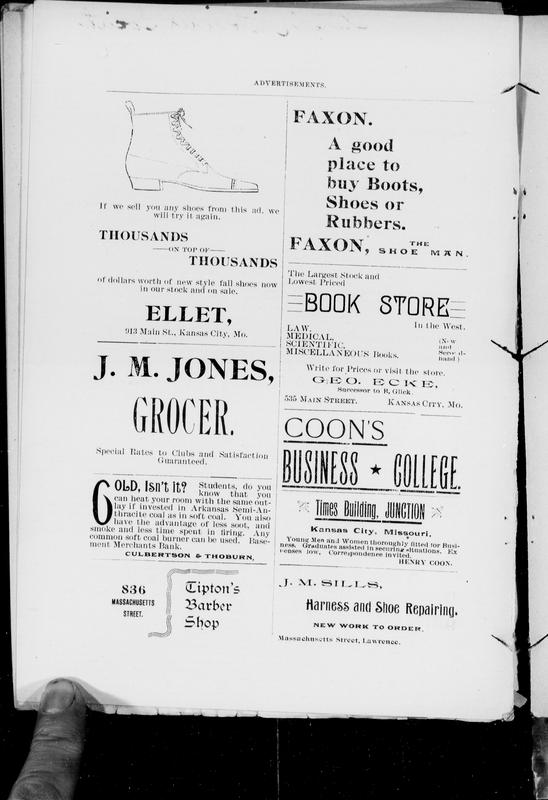 ADVERTISEMENTS.
If we sell you any shoes from this ad. we
will try it again.
THOUSANDS
—ON TOP OF—
THOUSANDS
of dollars worth of new style fall shoes now
in our stock and on sale.
ELLET,
913 Main St., Kansas City, Mo.
J. M. JONES,
GROCER.
Special Rates to Clubs and Satisfaction
Guaranteed.
GOLD, Isn't it? Students, do you
know that you
can heat your room with the same out-
lay if invested in Arkansas Semi-An-
thracite coal as in soft coal. You also
have the advantage of less soot, and
smoke and less time spent in firing. Any
common soft coal burner can be used. Base-
ment Merchants Bank.
CULBERTSON & THOBURN,
836
MASSACHUSETTS
STREET.
Tipton's
Barber
Shop
FAXON.
A good
place to
buy Boots,
Shoes or
Rubbers.
FAXON, THE
SHOE MAN.
The Largest Stock and
Lowest Priced
BOOK STORE
In the West.
LAW,
MEDICAL,
SCIENTIFIC,
MISCELLANEOUS Books.
(New
and
Second-
hand)
Write for Prices or visit the store.
GEO. ECKE,
Successor to B. Glick.
535 MAIN STREET. KANSAS CITY, MO.
COON'S
BUSINESS ★ COLLEGE.
Times Building, JUNCTION
Kansas City, Missouri.
Young Men and Women thoroughly fitted for Busi-
ness. Graduates assisted in securing situations. Ex
penses low, Correspondence invited.
HENRY COON.
J. M. SILLS,
Harness and Shoe Repairing.
NEW WORK TO ORDER.
Massachusetts Street, Lawrence.